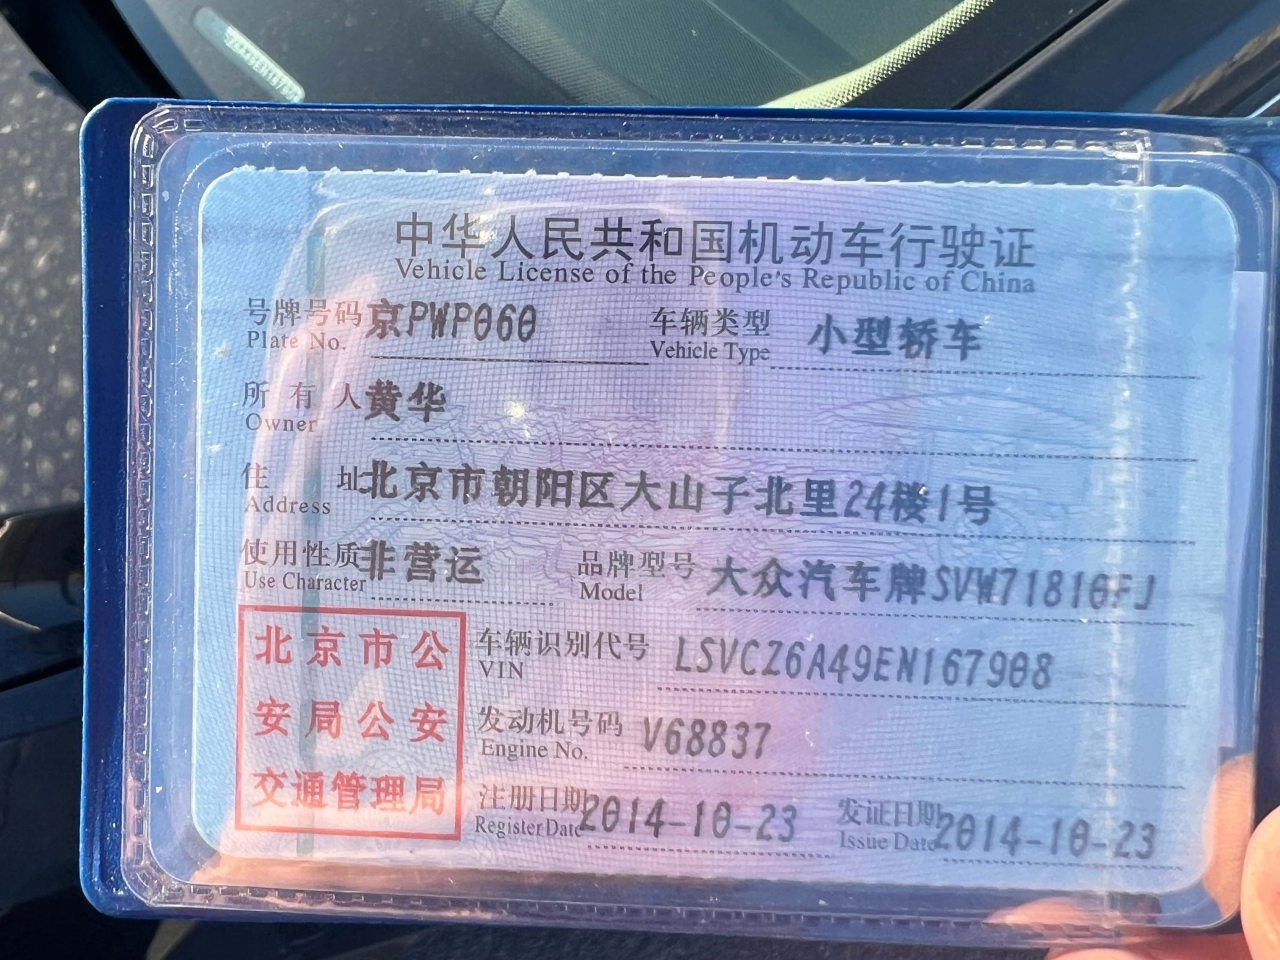 中华人民共和国机动车行驶证
Vehicle License of the People's Republic of China
号牌号码 京PWP060 车辆类型 小型轿车
Plate No. Vehicle Type
所有人 黄华
Owner
住址 北京市朝阳区大山子北里24楼1号
Address
使用性质 非营运 品牌型号 大众汽车牌SVW71810FJ
Use Character Model
北京市公
安局公安
交通管理局
车辆识别代号 LSVCZ6A49EN167908
VIN
发动机号码 V68837
Engine No.
注册日期 2014-10-23 发证日期 2014-10-23
Register Date Issue Date